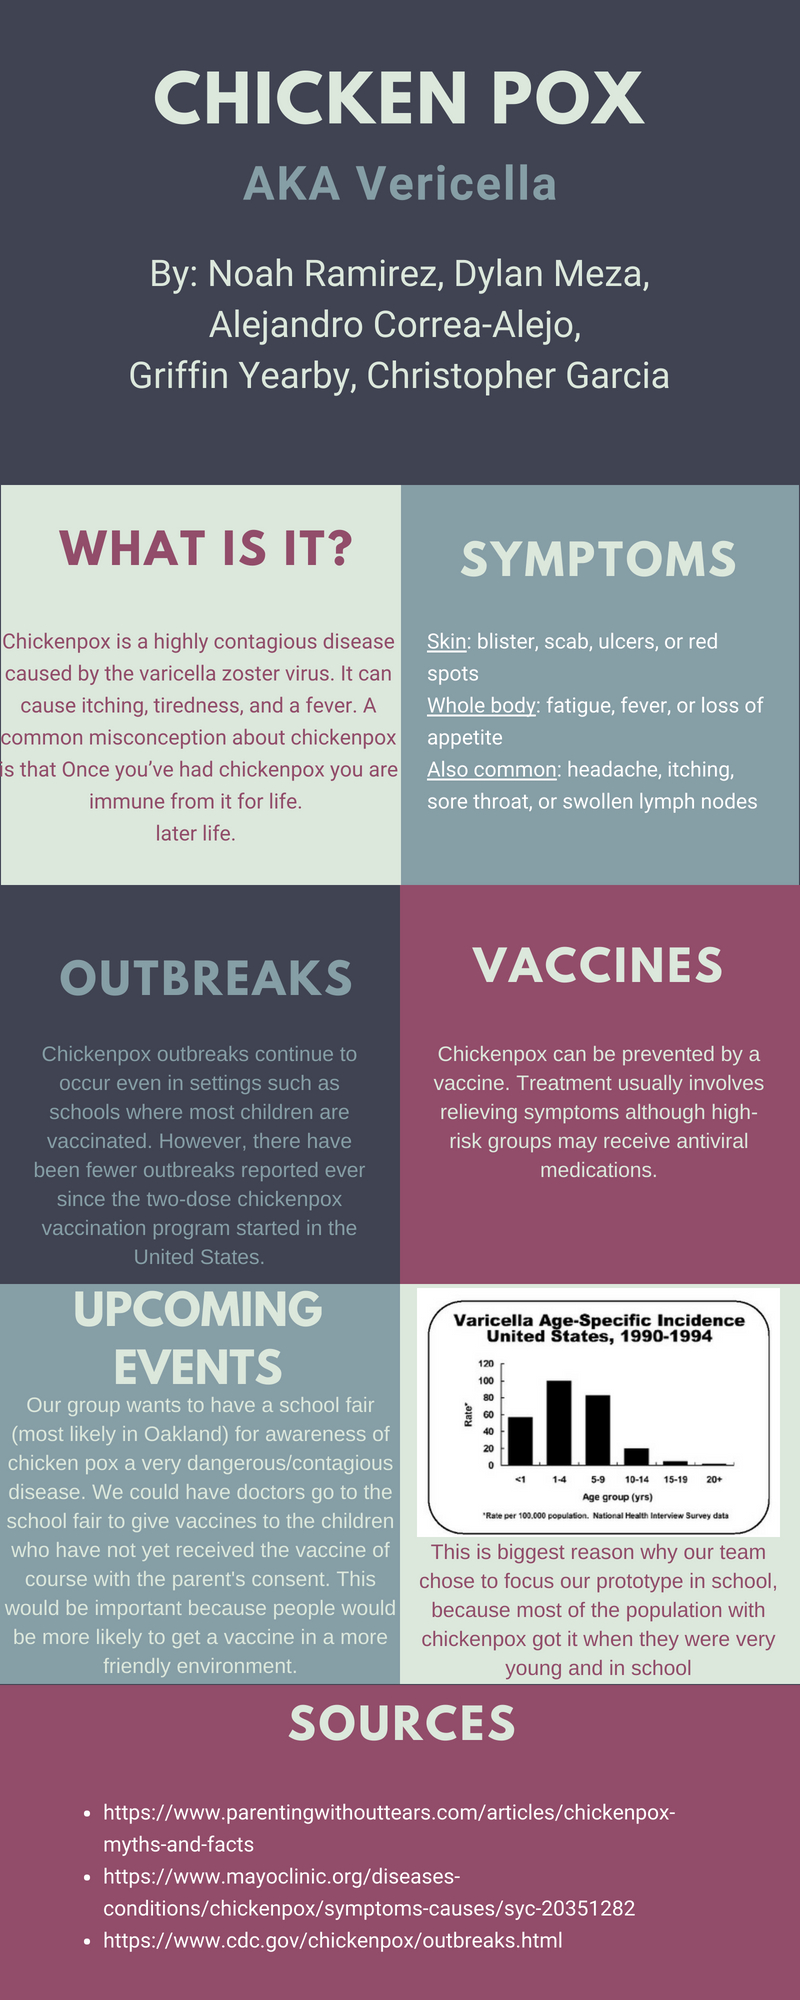 CHICKEN POX
AKA Vericella
By: Noah Ramirez, Dylan Meza,
Alejandro Correa-Alejo,
Griffin Yearby, Christopher Garcia
WHAT IS IT?
Chickenpox is a highly contagious disease
caused by the varicella zoster virus. It can
cause itching, tiredness, and a fever. A
common misconception about chickenpox
is that Once you’ve had chickenpox you are
immune from it for life.
later life.
SYMPTOMS
Skin: blister, scab, ulcers, or red
spots
Whole body: fatigue, fever, or loss of
appetite
Also common: headache, itching,
sore throat, or swollen lymph nodes
OUTBREAKS
Chickenpox outbreaks continue to
occur even in settings such as
schools where most children are
vaccinated. However, there have
been fewer outbreaks reported ever
since the two-dose chickenpox
vaccination program started in the
United States.
VACCINES
Chickenpox can be prevented by a
vaccine. Treatment usually involves
relieving symptoms although high-
risk groups may receive antiviral
medications.
UPCOMING
EVENTS
Our group wants to have a school fair
(most likely in Oakland) for awareness of
chicken pox a very dangerous/contagious
disease. We could have doctors go to the
school fair to give vaccines to the children
who have not yet received the vaccine of
course with the parent's consent. This
would be important because people would
be more likely to get a vaccine in a more
friendly environment.
Varicella Age-Specific Incidence
United States, 1990-1994
Rate*
120
100
80
60
40
20
0
<1 1-4 5-9 10-14 15-19 20+
Age group (yrs)
*Rate per 100,000 population. National Health Interview Survey data
This is biggest reason why our team
chose to focus our prototype in school,
because most of the population with
chickenpox got it when they were very
young and in school
SOURCES
• https://www.parentingwithouttears.com/articles/chickenpox-
myths-and-facts
• https://www.mayoclinic.org/diseases-
conditions/chickenpox/symptoms-causes/syc-20351282
• https://www.cdc.gov/chickenpox/outbreaks.html